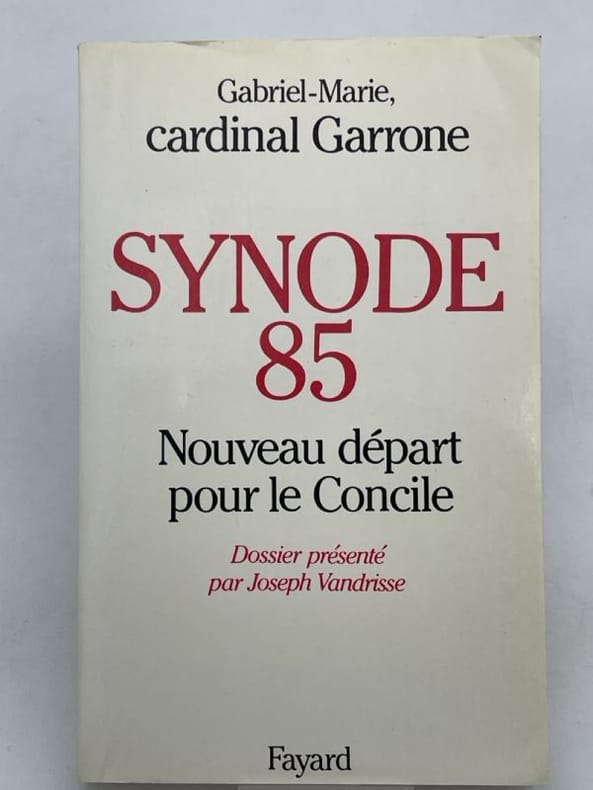 Gabriel-Marie,
cardinal Garrone
SYNODE
85
Nouveau départ
pour le Concile
Dossier présenté
par Joseph Vandrisse
Fayard